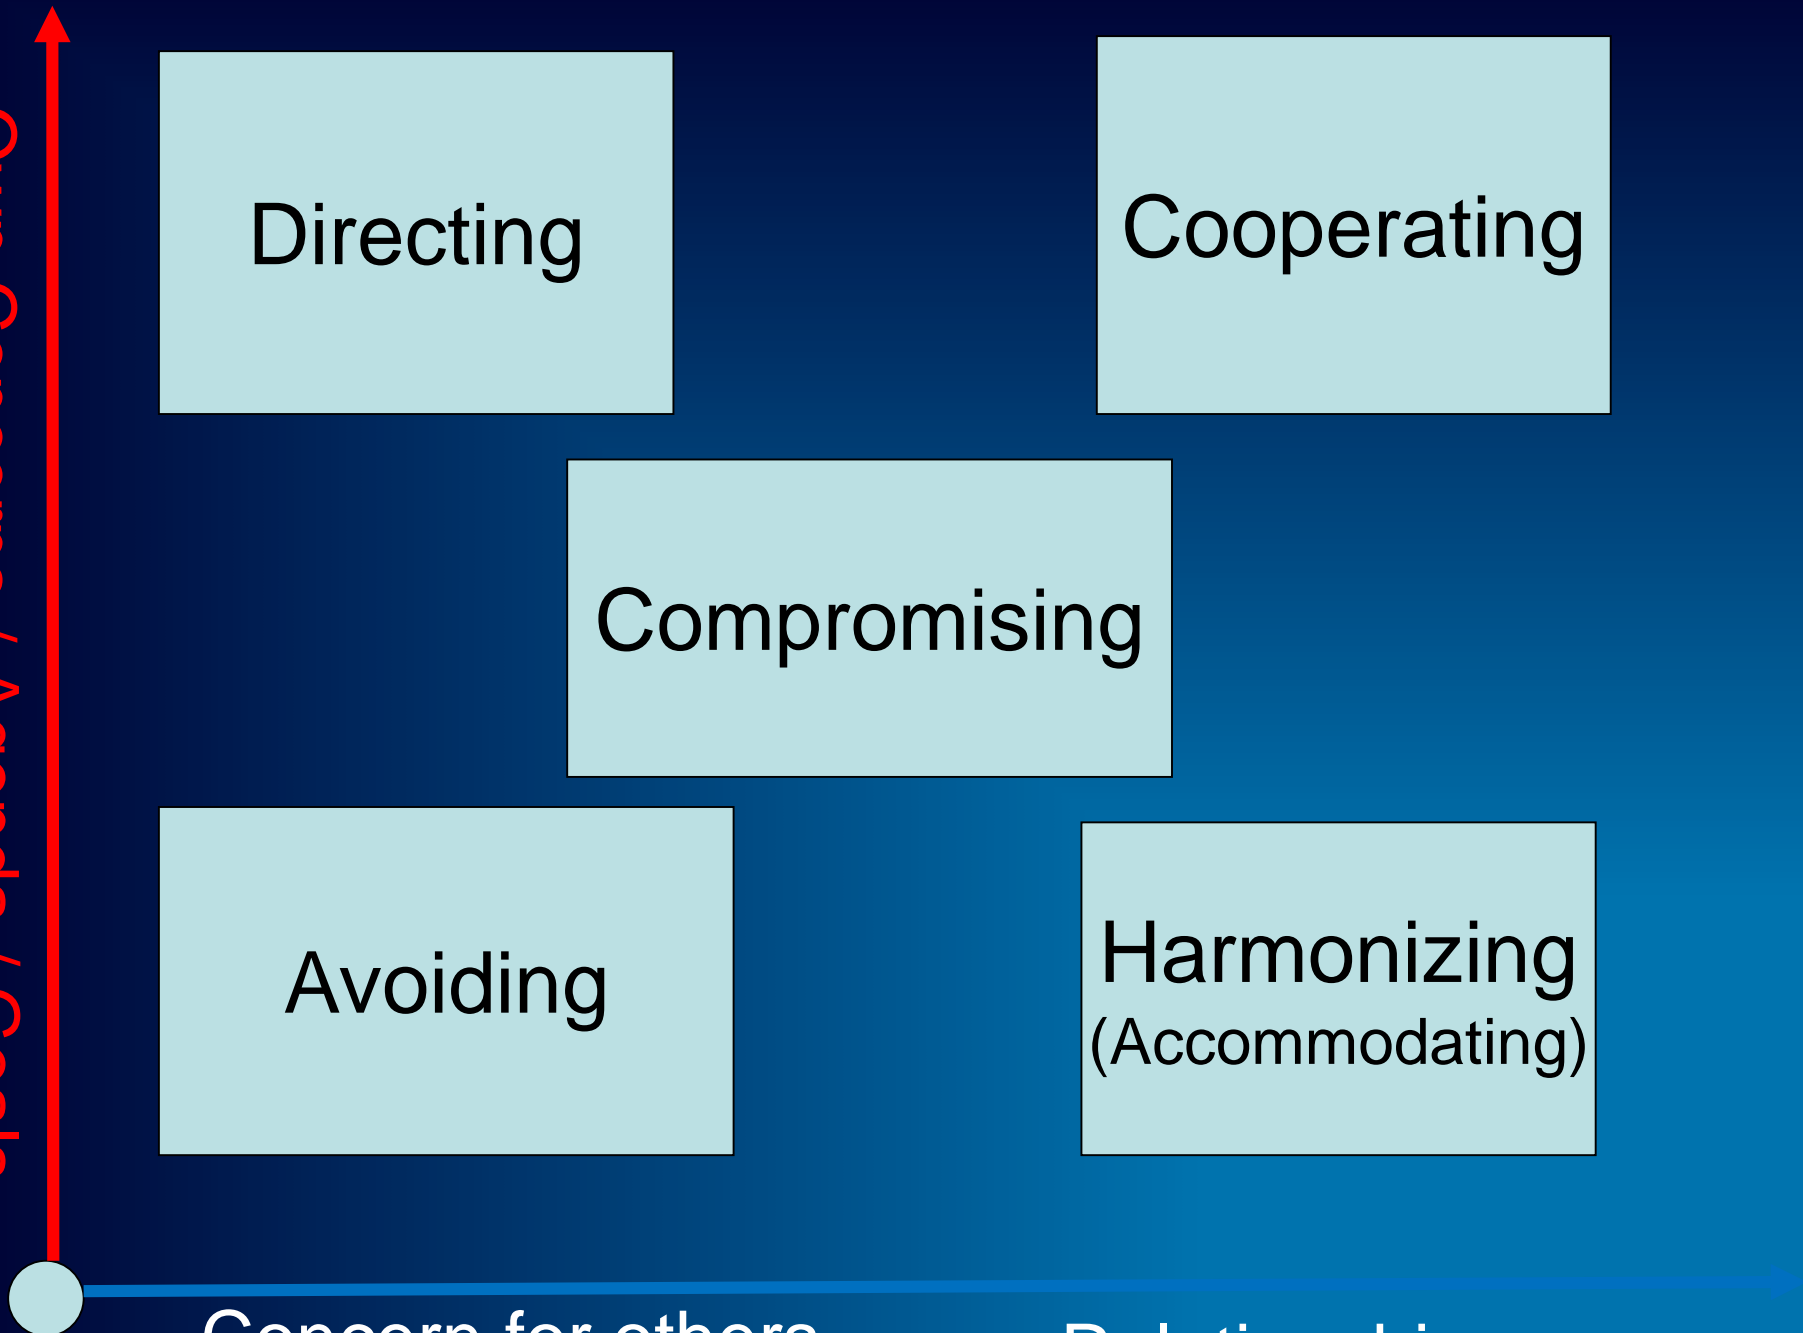 Directing
Cooperating
Compromising
Avoiding
Harmonizing
(Accommodating)
Concern for others